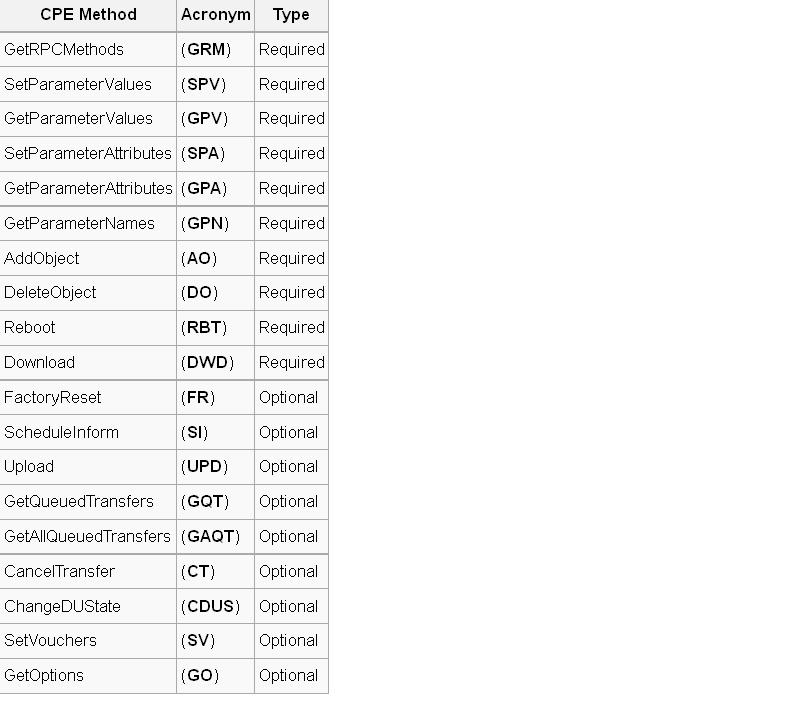 CPE Method Acronym Type
GetRPCMethods (GRM) Required
SetParameterValues (SPV) Required
GetParameterValues (GPV) Required
SetParameterAttributes (SPA) Required
GetParameterAttributes (GPA) Required
GetParameterNames (GPN) Required
AddObject (AO) Required
DeleteObject (DO) Required
Reboot (RBT) Required
Download (DWD) Required
FactoryReset (FR) Optional
ScheduleInform (SI) Optional
Upload (UPD) Optional
GetQueuedTransfers (GQT) Optional
GetAllQueuedTransfers (GAQT) Optional
CancelTransfer (CT) Optional
ChangeDUState (CDUS) Optional
SetVouchers (SV) Optional
GetOptions (GO) Optional